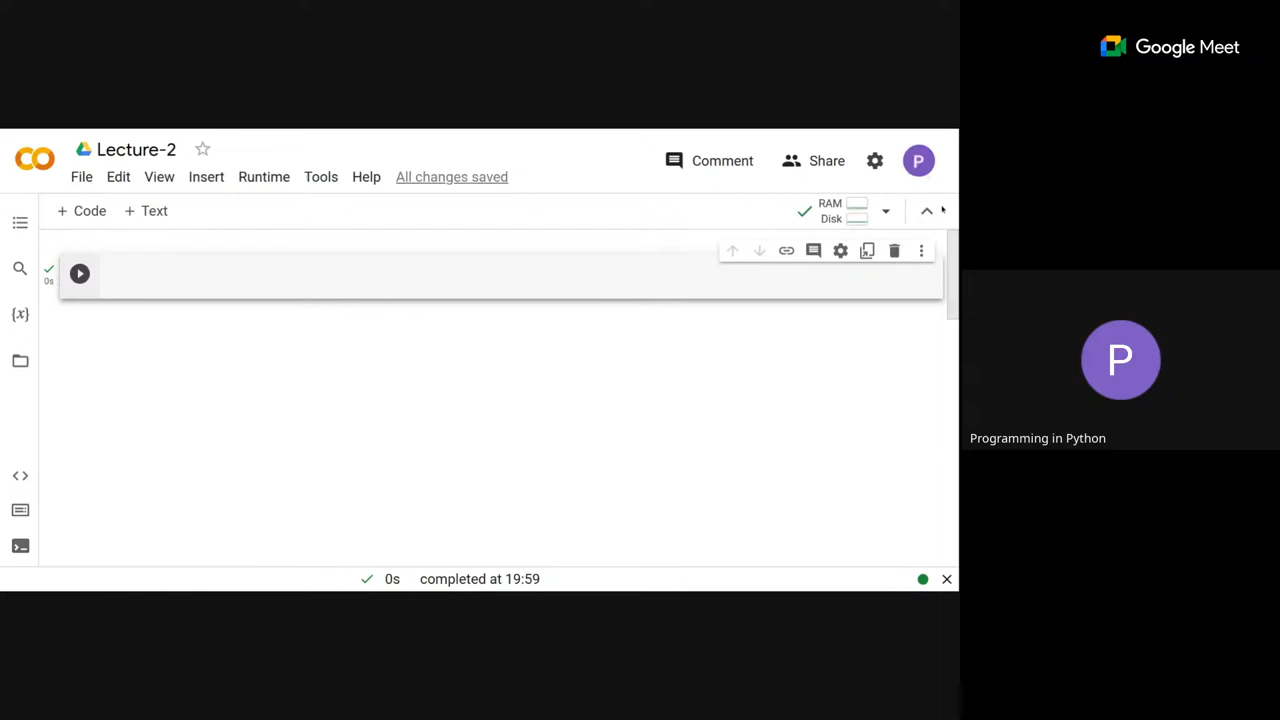 Google Meet
Lecture-2
Comment
Share
P
File Edit View Insert Runtime Tools Help All changes saved
+ Code + Text
RAM
Disk
0s
{x}
P
Programming in Python
0s completed at 19:59